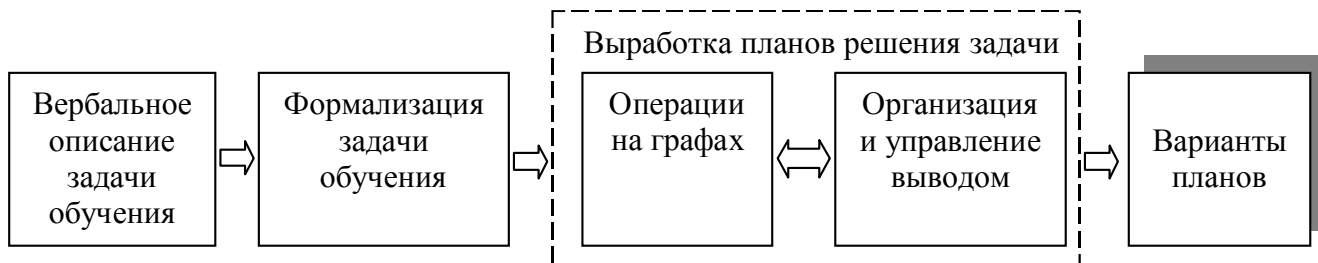 Вербальное
описание
задачи
обучения
Формализация
задачи
обучения
Выработка планов решения задачи
Операции
на графах
Организация
и управление
выводом
Варианты
планов